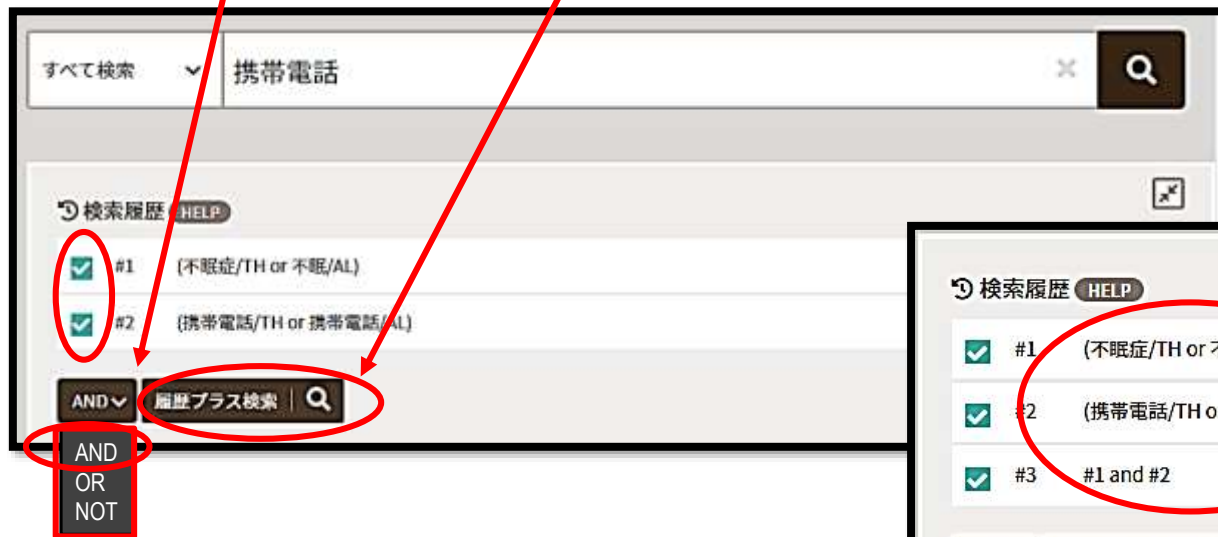 すべて検索
携帯電話
検索履歴 HELP
#1 (不眠症/TH or 不眠/AL)
#2 (携帯電話/TH or 携帯電話/AL)
AND 履歴プラス検索
AND
OR
NOT
検索履歴 HELP
#1 (不眠症/TH or
#2 (携帯電話/TH o
#3 #1 and #2